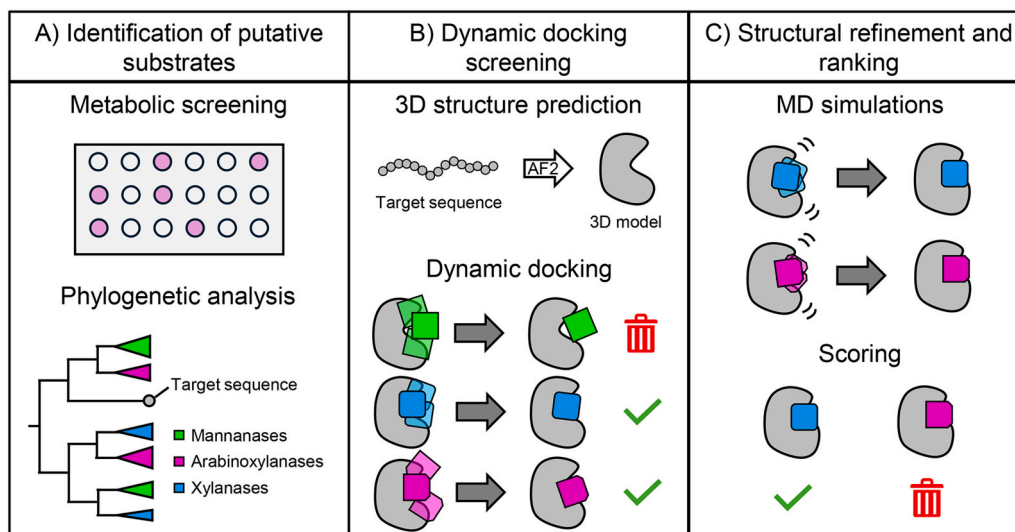 A) Identification of putative
substrates
Metabolic screening
Phylogenetic analysis
Target sequence
Mannanases
Arabinoxylanases
Xylanases
B) Dynamic docking
screening
3D structure prediction
AF2
Target sequence
3D model
Dynamic docking
C) Structural refinement and
ranking
MD simulations
Scoring